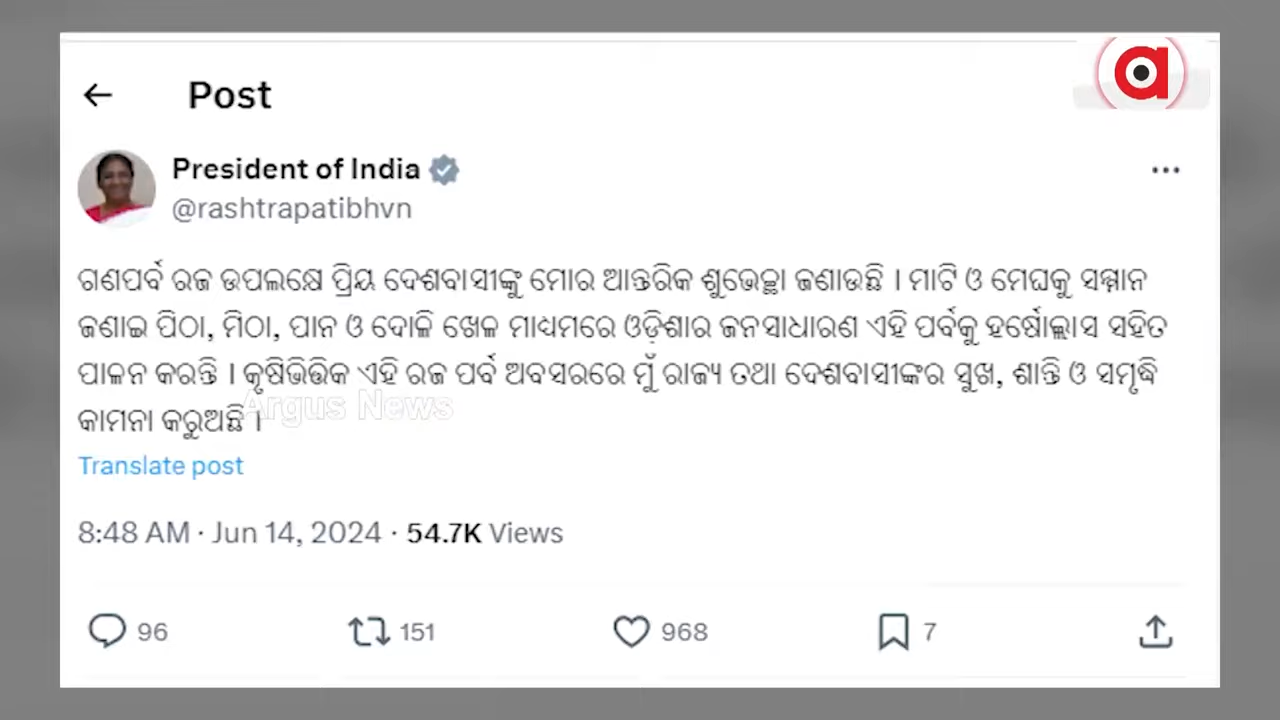 Post
President of India
@rashtrapatibhvn
ଗଣପର୍ବ ରଜ ଉପଲକ୍ଷେ ପ୍ରିୟ ଦେଶବାସୀଙ୍କୁ ମୋର ଆନ୍ତରିକ ଶୁଭେଚ୍ଛା ଜଣାଉଛି । ମାଟି ଓ ମେଘକୁ ସମ୍ମାନ
ଜଣାଇ ପିଠା, ମିଠା, ପାନ ଓ ଦୋଳି ଖେଳ ମାଧ୍ୟମରେ ଓଡ଼ିଶାର ଜନସାଧାରଣ ଏହି ପର୍ବକୁ ହର୍ଷୋଲ୍ଲାସ ସହିତ
ପାଳନ କରନ୍ତି । କୃଷିଭିତ୍ତିକ ଏହି ରଜ ପର୍ବ ଅବସରରେ ମୁଁ ରାଜ୍ୟ ତଥା ଦେଶବାସୀଙ୍କର ସୁଖ, ଶାନ୍ତି ଓ ସମୃଦ୍ଧି
କାମନା କରୁଅଛି ।
Argus News
Translate post
8:48 AM · Jun 14, 2024 · 54.7K Views
96 151 968 7